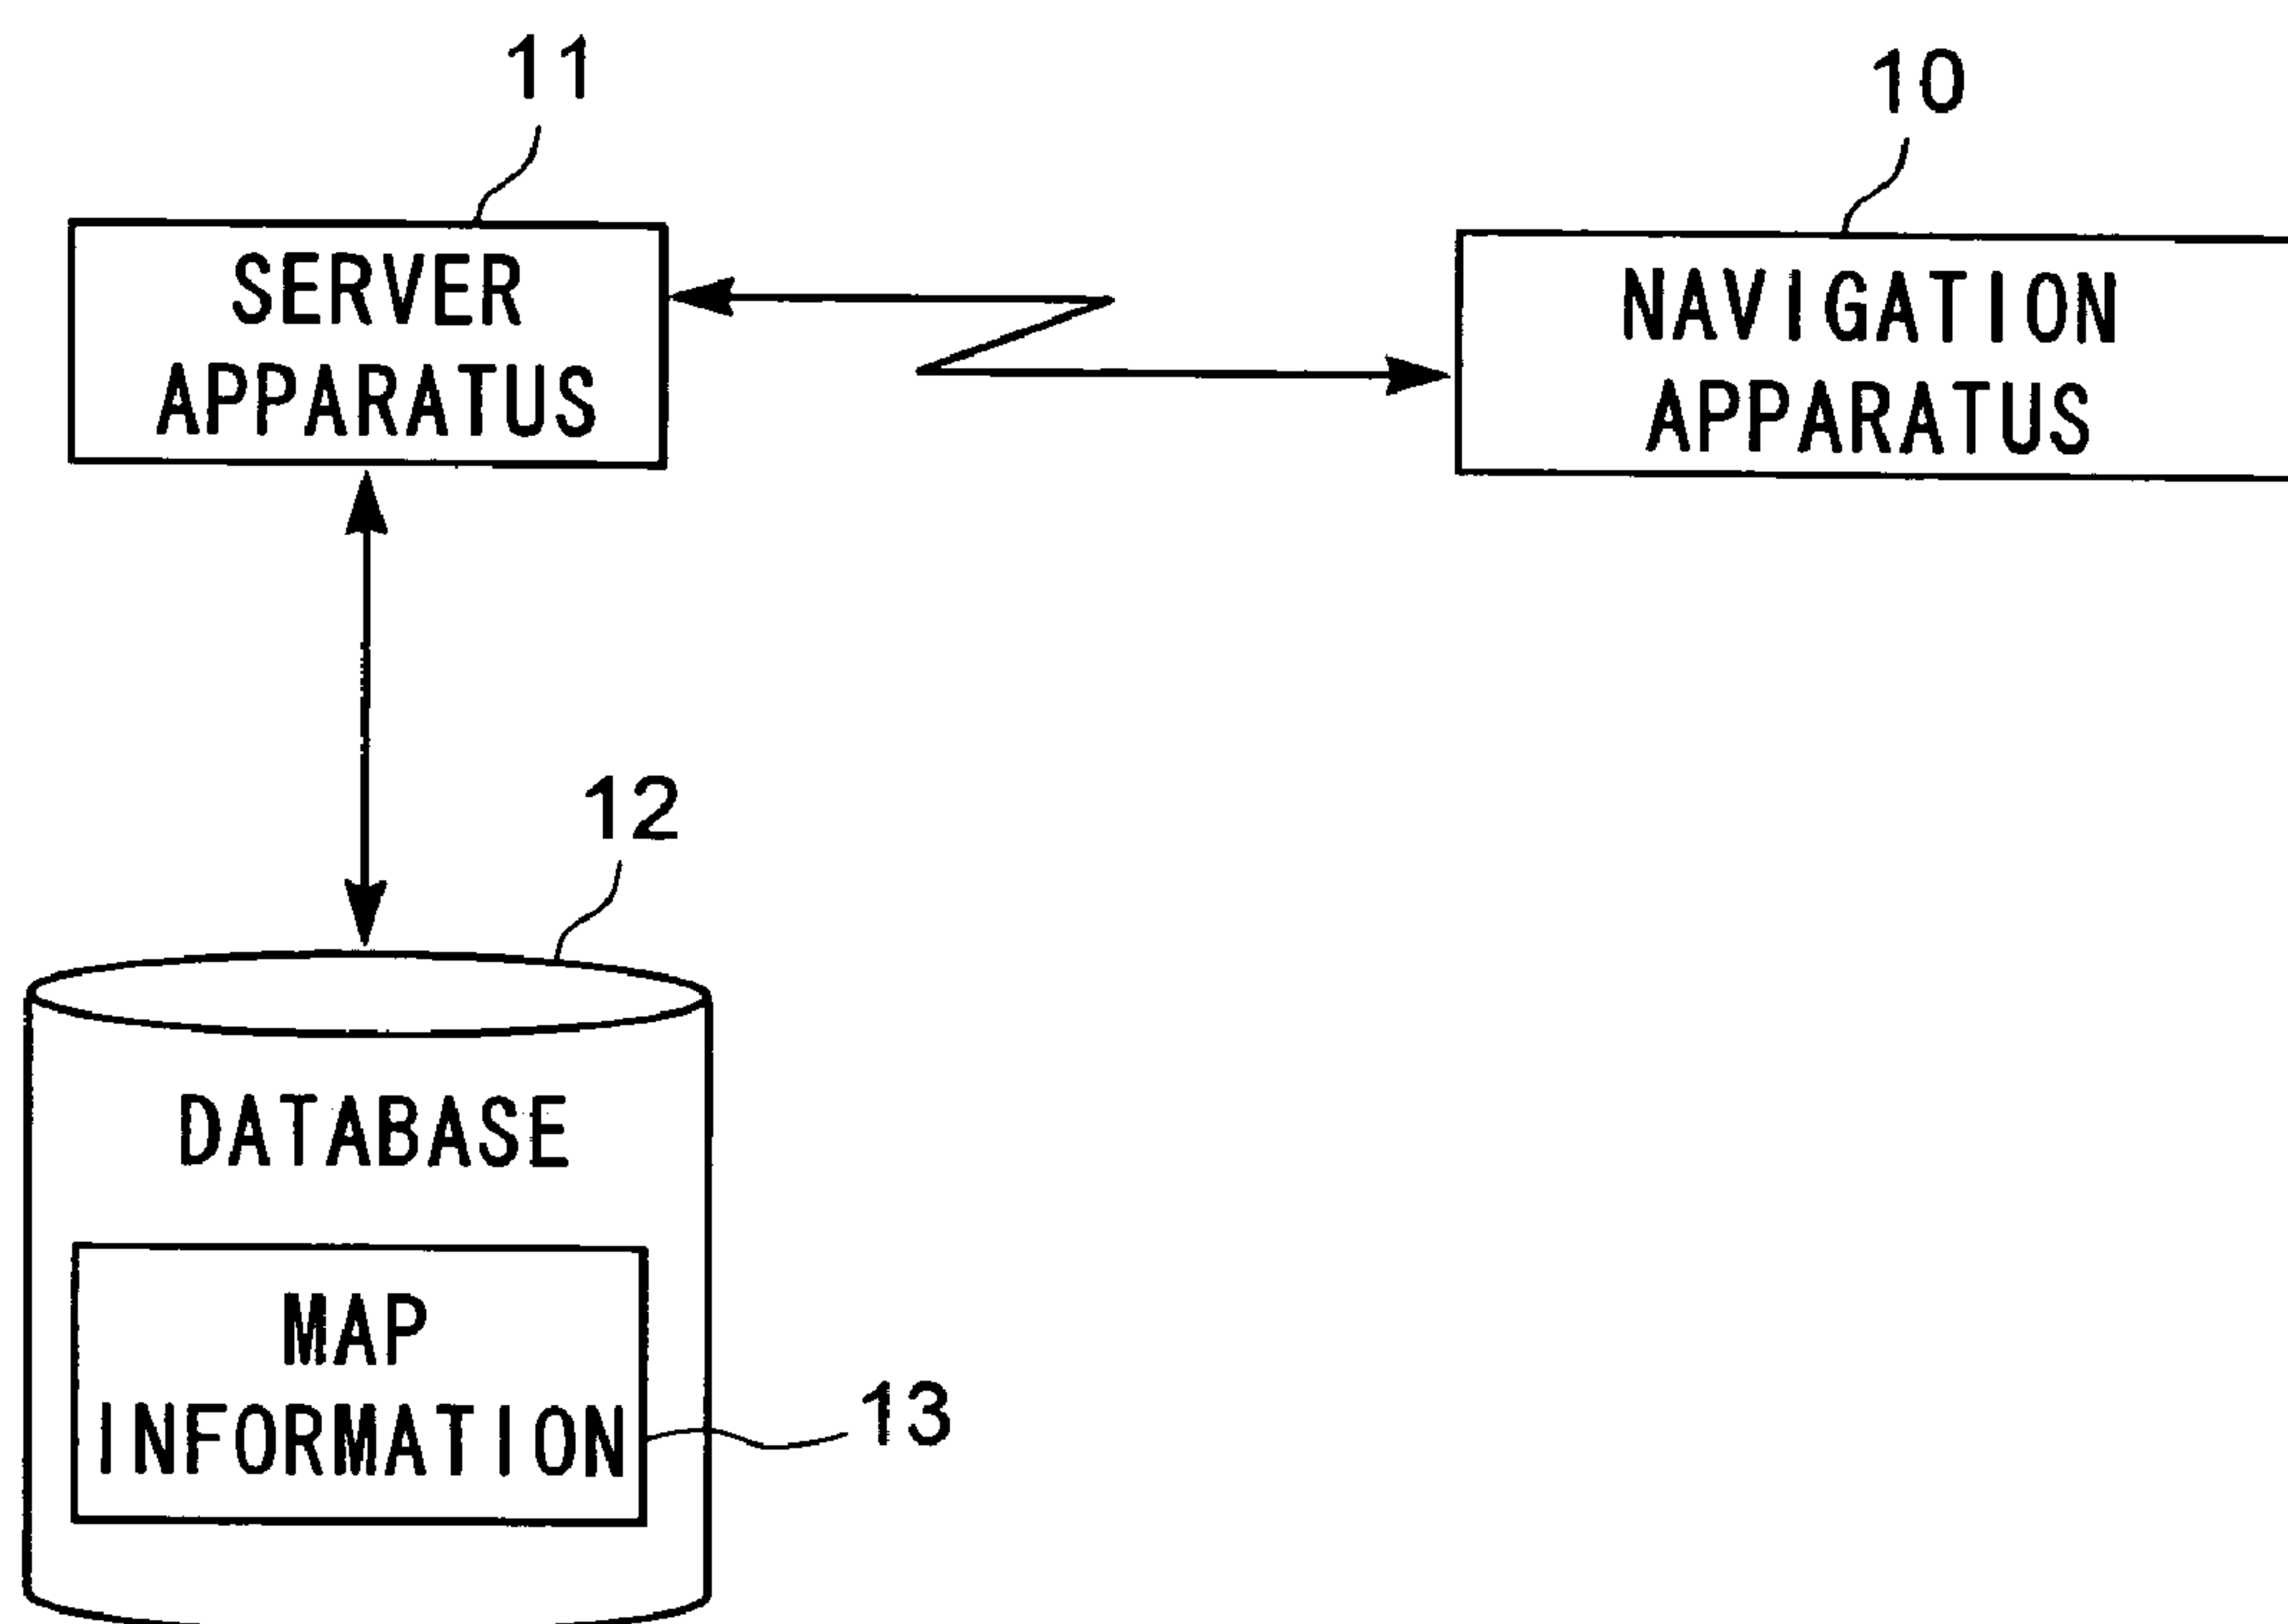 11
10
SERVER
APPARATUS
NAVIGATION
APPARATUS
12
DATABASE
MAP
INFORMATION
13